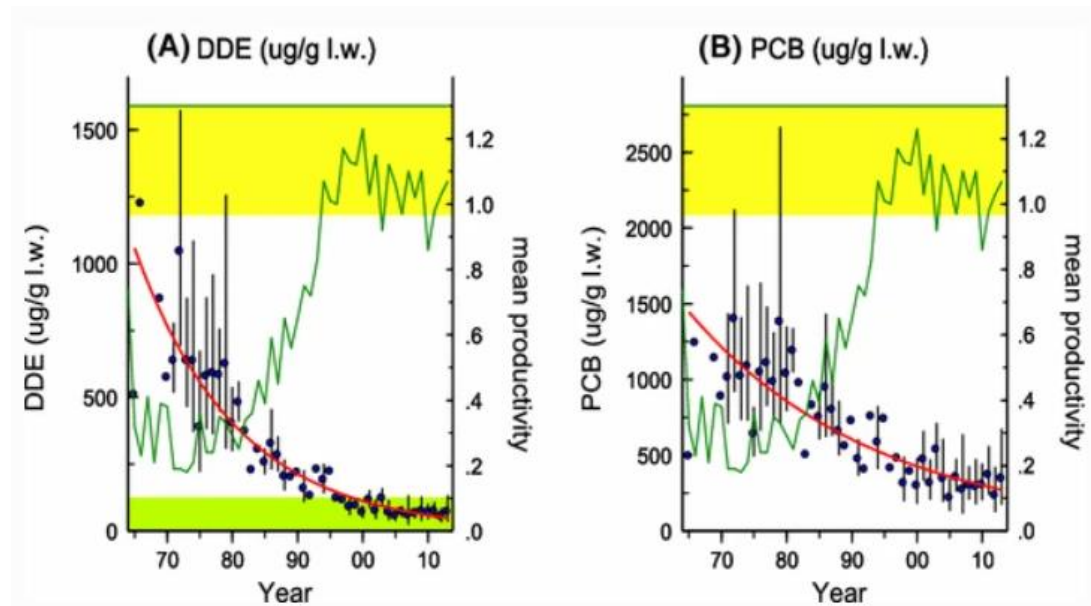 (A) DDE (ug/g l.w.)
DDE (ug/g l.w.)
1500
1000
500
0
1.2
1.0
.8
.6
.4
.2
.0
mean productivity
70 80 90 00 10
Year
(B) PCB (ug/g l.w.)
PCB (ug/g l.w.)
2500
2000
1500
1000
500
0
1.2
1.0
.8
.6
.4
.2
.0
mean productivity
70 80 90 00 10
Year